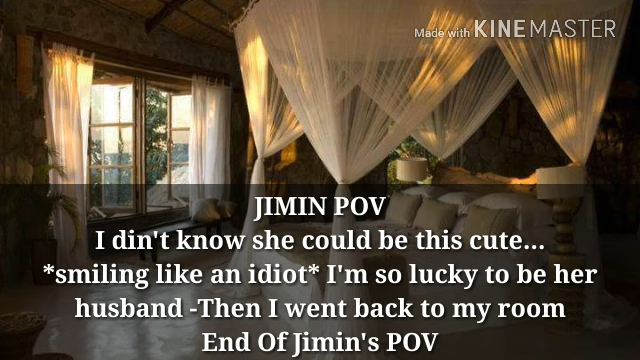 Made with KINEMASTER
JIMIN POV
I din't know she could be this cute...
*smiling like an idiot* I'm so lucky to be her
husband -Then I went back to my room
End Of Jimin's POV